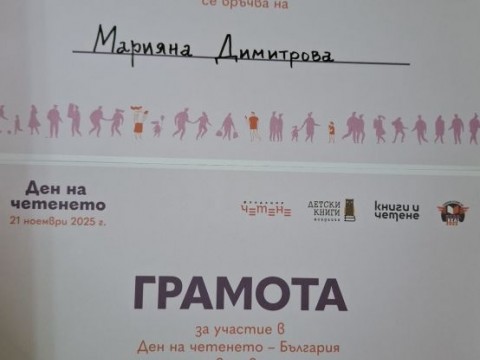 се връчва на
Марияна Димитрова
Ден на
четенето
21 ноември 2025 г.
четене
ДЕТСКИ
КНИГИ
книги и
четене
ГРАМОТА
за участие в
Ден на четенето – България